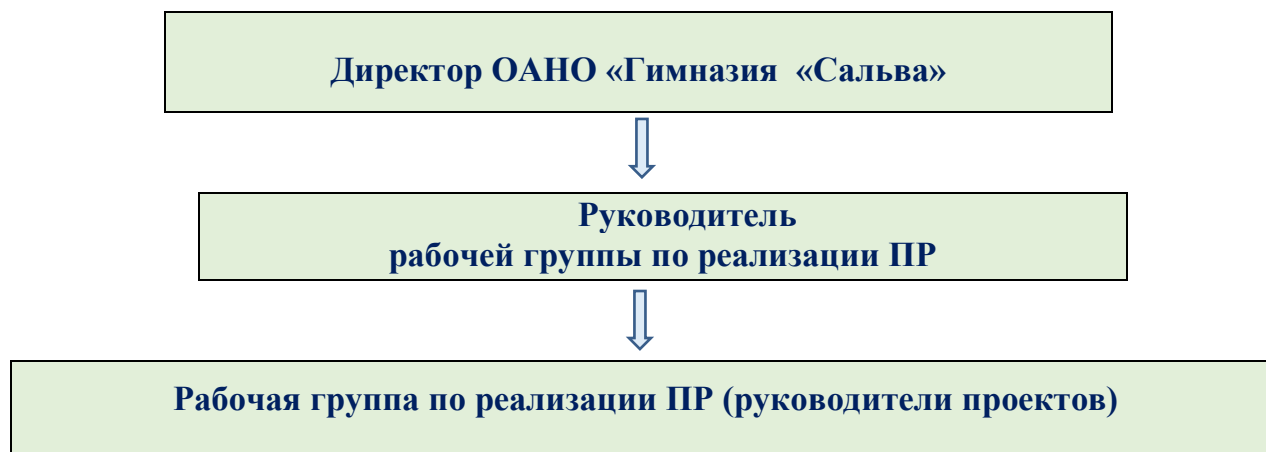 Директор ОАНО «Гимназия «Сальва»
Руководитель
рабочей группы по реализации ПР
Рабочая группа по реализации ПР (руководители проектов)